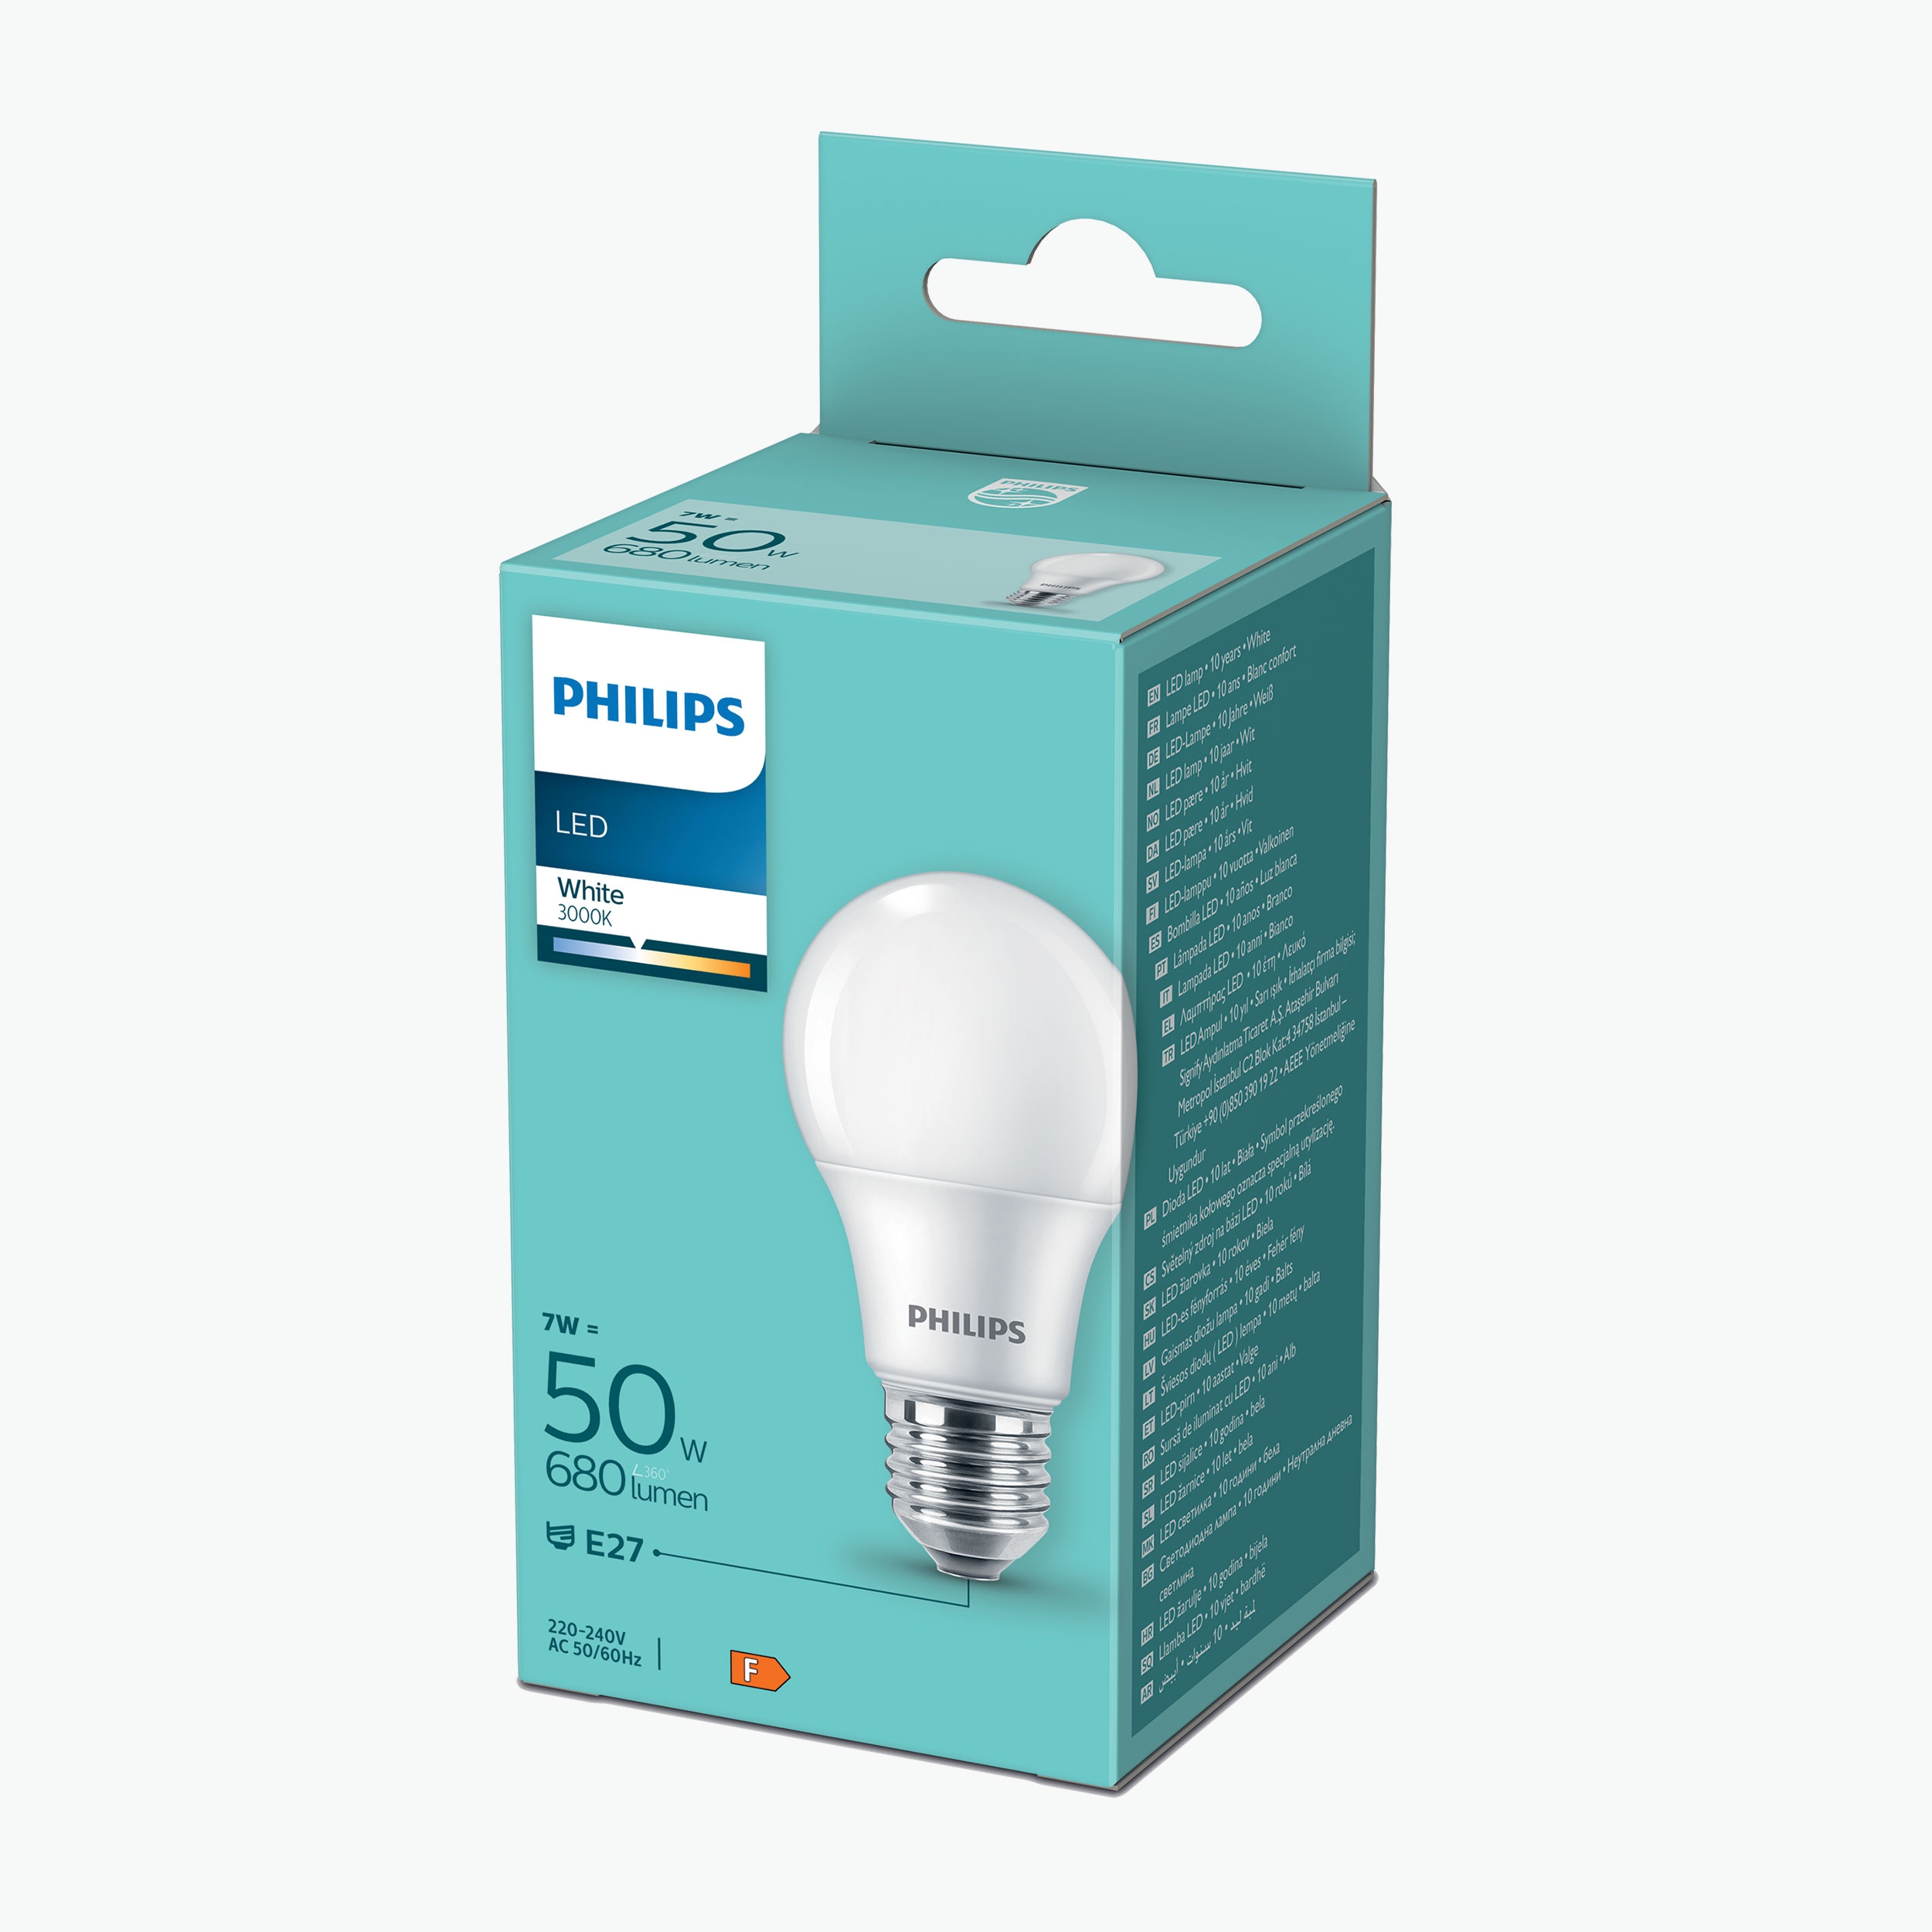 PHILIPS
7W =
50W
680 lumen
PHILIPS
PHILIPS
LED
White
3000K
PHILIPS
7W =
50W
680 lumen
∠360°
E27
220-240V
AC 50/60Hz
F
EN LED lamp • 10 years • White
FR Lampe LED • 10 ans • Blanc confort
DE LED-Lampe • 10 Jahre • Weiß
NL LED lamp • 10 jaar • Wit
NO LED pære • 10 år • Hvit
DA LED pære • 10 år • Hvid
SV LED-lampa • 10 års • Vit
FI LED-lamppu • 10 vuotta • Valkoinen
ES Bombilla LED • 10 años • Luz blanca
PT Lâmpada LED • 10 anos • Branco
IT Lampada LED • 10 anni • Bianco
EL Λαμπτήρας LED • 10 έτη • Λευκό
TR LED Ampul • 10 yıl • Sarı ışık • İthalatçı firma bilgisi:
Signify Aydınlatma Ticaret A.Ş. Ataşehir Bulvarı
Metropol İstanbul C2 Blok Kat:4 34758 İstanbul –
Türkiye +90 (0)850 390 19 22 • AEEE Yönetmeliğine
Uygundur
PL Dioda LED • 10 lat • Biała • Symbol przekreślonego
śmietnika kołowego oznacza specjalną utylizację.
CS Světelný zdroj na bázi LED • 10 roků • Bílá
SK LED žiarovka • 10 rokov • Biela
HU LED-es fényforrás • 10 éves • Fehér fény
LV Gaismas diožu lampa • 10 gadi • Balts
LT Šviesos diodų ( LED ) lempa • 10 metų • balta
ET LED-pirn • 10 aastat • Valge
RO Sursă de iluminat cu LED • 10 ani • Alb
SR LED sijalice • 10 godina • bela
SL LED žarnice • 10 let • bela
MK LED светилка • 10 години • бела
BG Светодиодна лампа • 10 години • Неутрална дневна
светлина
HR LED žarulje • 10 godina • bijela
SQ Llamba LED • 10 vjet • bardhë
AR لمبة ليد • 10 سنوات • أبيض